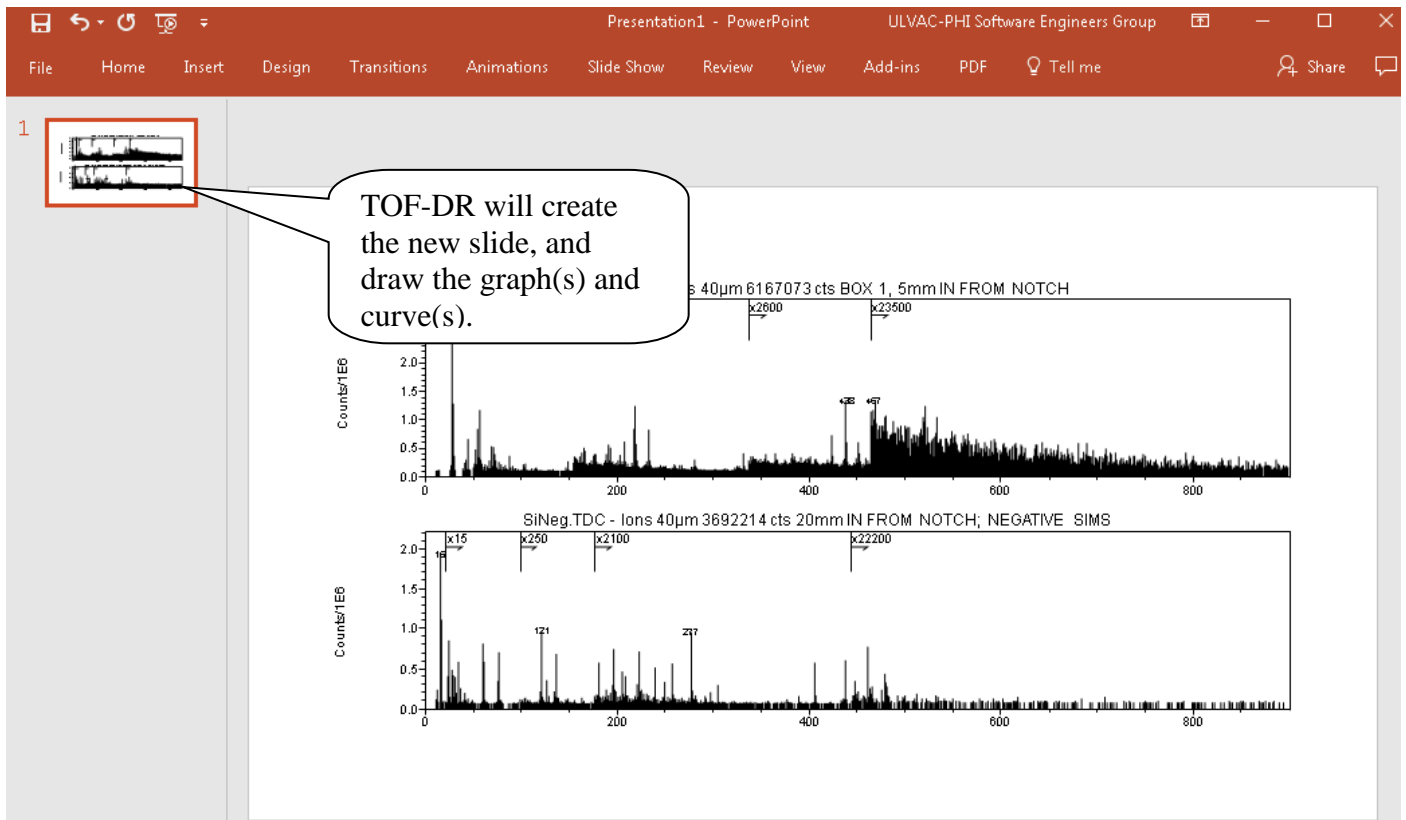 Presentation1 - PowerPoint
ULVAC-PHI Software Engineers Group
File Home Insert Design Transitions Animations Slide Show Review View Add-ins PDF Tell me Share
1
TOF-DR will create
the new slide, and
draw the graph(s) and
curve(s).
s 40µm 6167073 cts BOX 1, 5mm IN FROM NOTCH
x2600 x23500
Counts/1E6
2.0
1.5
1.0
0.5
0.0
438 467
0 200 400 600 800
SiNeg.TDC - Ions 40µm 3692214 cts 20mm IN FROM NOTCH; NEGATIVE SIMS
x15 x250 x2100 x22200
Counts/1E6
2.0
1.5
1.0
0.5
0.0
16 121 277
0 200 400 600 800